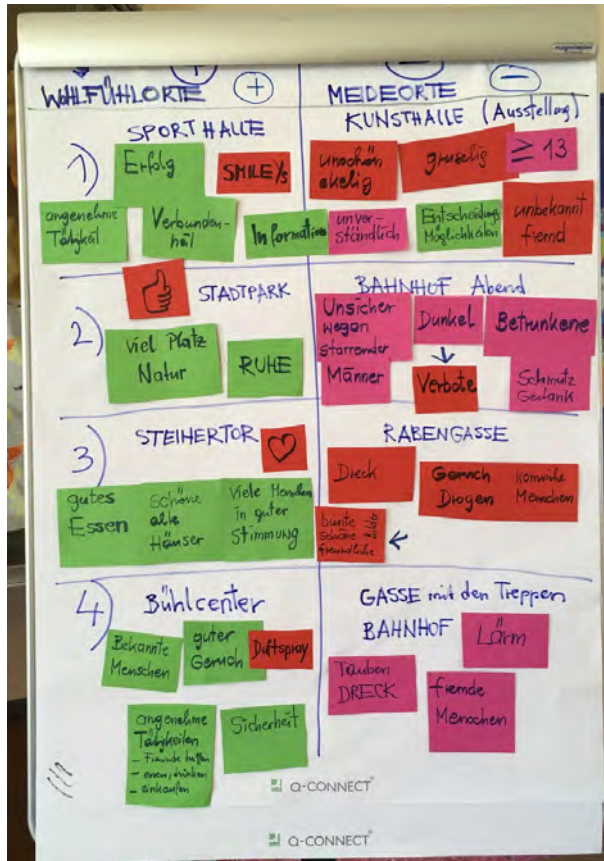 WOHLFÜHLORTE +
MEIDEORTE −
1)
SPORTHALLE
Erfolg
SMILEYs
angenehme
Tätigkeit
Verbunden-
heit
Information
KUNSTHALLE (Ausstellung)
unschön
ekelig
gruselig
≥ 13
unver-
ständlich
Entscheidungs
Möglichkeiten
unbekannt
fremd
2)
STADTPARK
viel Platz
Natur
RUHE
BAHNHOF Abend
Unsicher
wegen
starrender
Männer
Dunkel
Verbote
Betrunkene
Schmutz
Gestank
3)
STEIHERTOR
gutes
Essen
schöne
alte
Häuser
Viele Menschen
in guter
Stimmung
RABENGASSE
Dreck
Geruch
Drogen
komische
Menschen
bunte
schöne Bilder
freundliche
4)
Bühlcenter
Bekannte
Menschen
guter
Geruch
Duftspray
angenehme
Tätigkeiten
- Freunde treffen
- essen, trinken
- einkaufen
Sicherheit
GASSE mit den Treppen
BAHNHOF
Lärm
Tauben
DRECK
fremde
Menschen
Q-CONNECT
Q-CONNECT